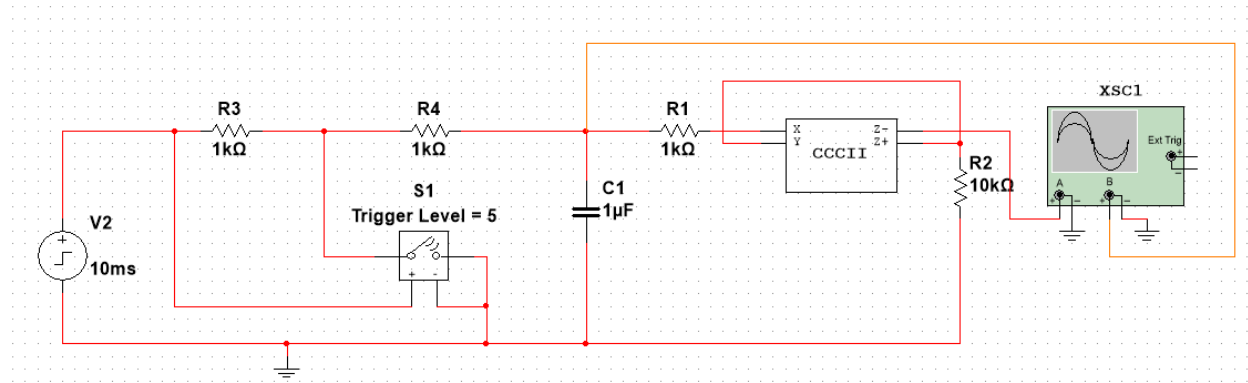 XSC1
R3
1kΩ
R4
1kΩ
R1
1kΩ
X
Y
Z-
Z+
CCCII
Ext Trig
+
-
A
B
+
-
+
-
R2
10kΩ
S1
Trigger Level = 5
+ -
C1
1µF
V2
+
10ms